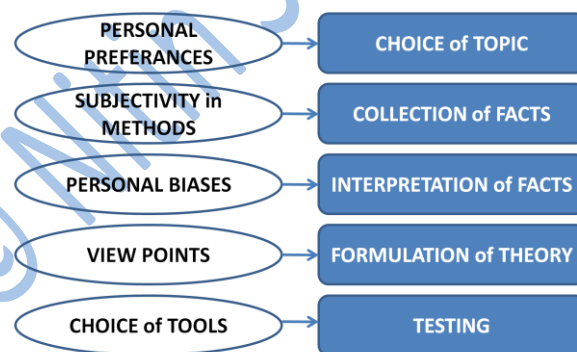 PERSONAL
PREFERANCES
CHOICE of TOPIC
SUBJECTIVITY in
METHODS
COLLECTION of FACTS
PERSONAL BIASES
INTERPRETATION of FACTS
VIEW POINTS
FORMULATION of THEORY
CHOICE of TOOLS
TESTING
© Nitin